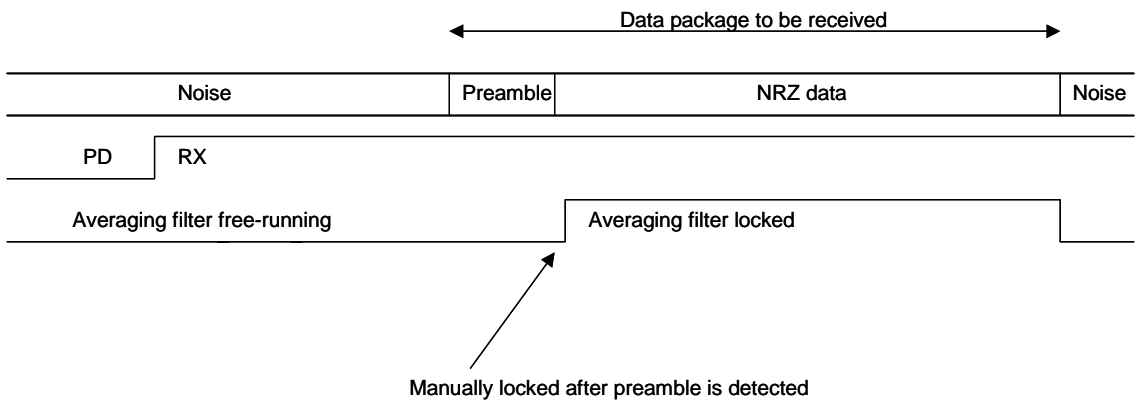 Data package to be received
Noise Preamble NRZ data Noise
PD RX
Averaging filter free-running Averaging filter locked
Manually locked after preamble is detected